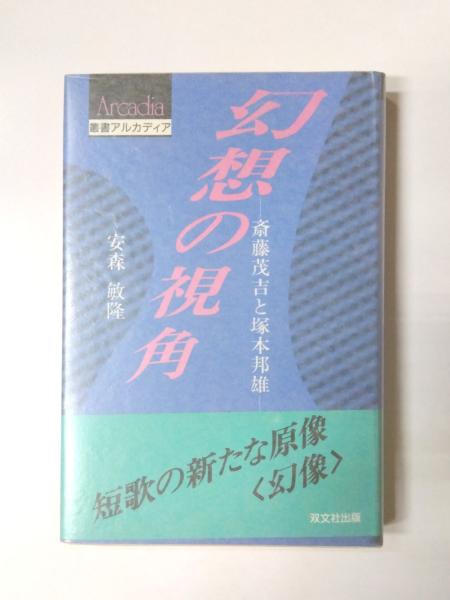 Arcadia
叢書アルカディア
幻想の視角
―斎藤茂吉と塚本邦雄―
安森 敏隆
短歌の新たな原像
〈幻像〉
双文社出版